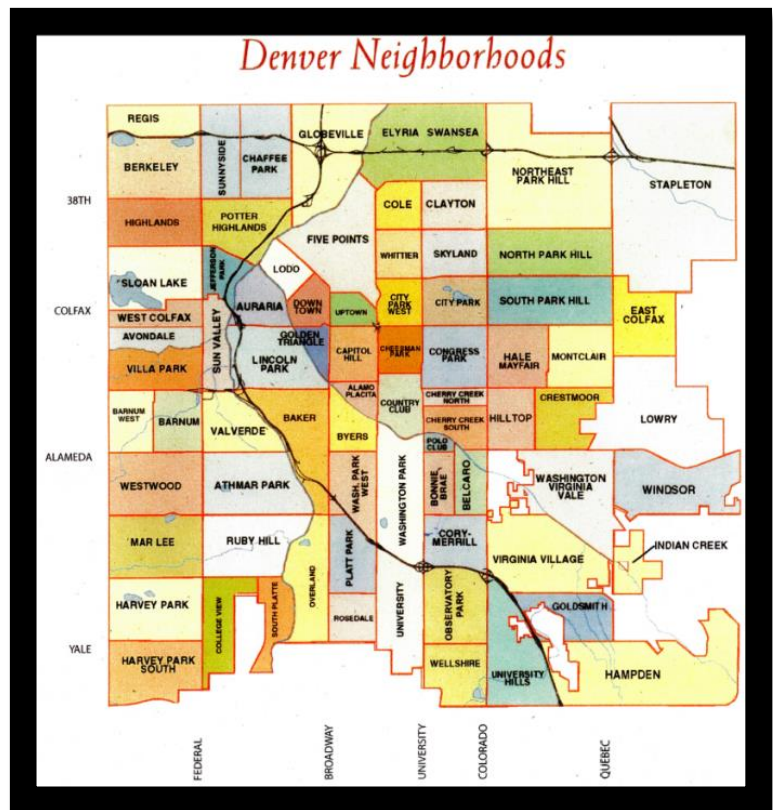 Denver Neighborhoods
REGIS
GLOBEVILLE
ELYRIA SWANSEA
BERKELEY
SUNNYSIDE
CHAFFEE
PARK
NORTHEAST
PARK HILL
STAPLETON
38TH
HIGHLANDS
POTTER
HIGHLANDS
COLE
CLAYTON
FIVE POINTS
WHITTIER
SKYLAND
NORTH PARK HILL
SLOAN LAKE
JEFFERSON
PARK
LODO
AURARIA
DOWN
TOWN
UPTOWN
CITY
PARK
WEST
CITY PARK
SOUTH PARK HILL
EAST
COLFAX
COLFAX
WEST COLFAX
AVONDALE
SUN VALLEY
GOLDEN
TRIANGLE
LINCOLN
PARK
CAPITOL
HILL
CHEESMAN
PARK
CONGRESS
PARK
HALE
MAYFAIR
MONTCLAIR
VILLA PARK
ALAMO
PLACITA
COUNTRY
CLUB
CHERRY CREEK
NORTH
CHERRY CREEK
SOUTH
HILLTOP
CRESTMOOR
LOWRY
BARNUM
WEST
BARNUM
VALVERDE
BAKER
BYERS
POLO
CLUB
ALAMEDA
WESTWOOD
ATHMAR PARK
WASH. PARK
WEST
WASHINGTON PARK
BONNIE
BRAE
BELCARO
WASHINGTON
VIRGINIA
VALE
WINDSOR
MAR LEE
RUBY HILL
PLATT PARK
CORY-
MERRILL
VIRGINIA VILLAGE
INDIAN CREEK
HARVEY PARK
COLLEGE VIEW
SOUTH PLATTE
OVERLAND
ROSEDALE
UNIVERSITY
OBSERVATORY
PARK
GOLDSMITH
YALE
HARVEY PARK
SOUTH
WELLSHIRE
UNIVERSITY
HILLS
HAMPDEN
FEDERAL
BROADWAY
UNIVERSITY
COLORADO
QUEBEC